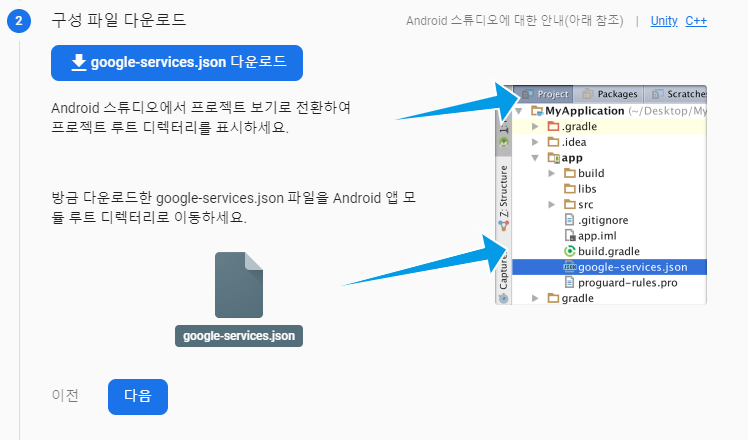 2 구성 파일 다운로드
Android 스튜디오에 대한 안내(아래 참조) | Unity C++
google-services.json 다운로드
Android 스튜디오에서 프로젝트 보기로 전환하여
프로젝트 루트 디렉터리를 표시하세요.
방금 다운로드한 google-services.json 파일을 Android 앱 모
듈 루트 디렉터리로 이동하세요.
google-services.json
Project Packages Scratches
MyApplication (~/Desktop/My
.gradle
.idea
app
build
libs
src
.gitignore
app.iml
build.gradle
google-services.json
proguard-rules.pro
gradle
Z: Structure
Capture
이전 다음